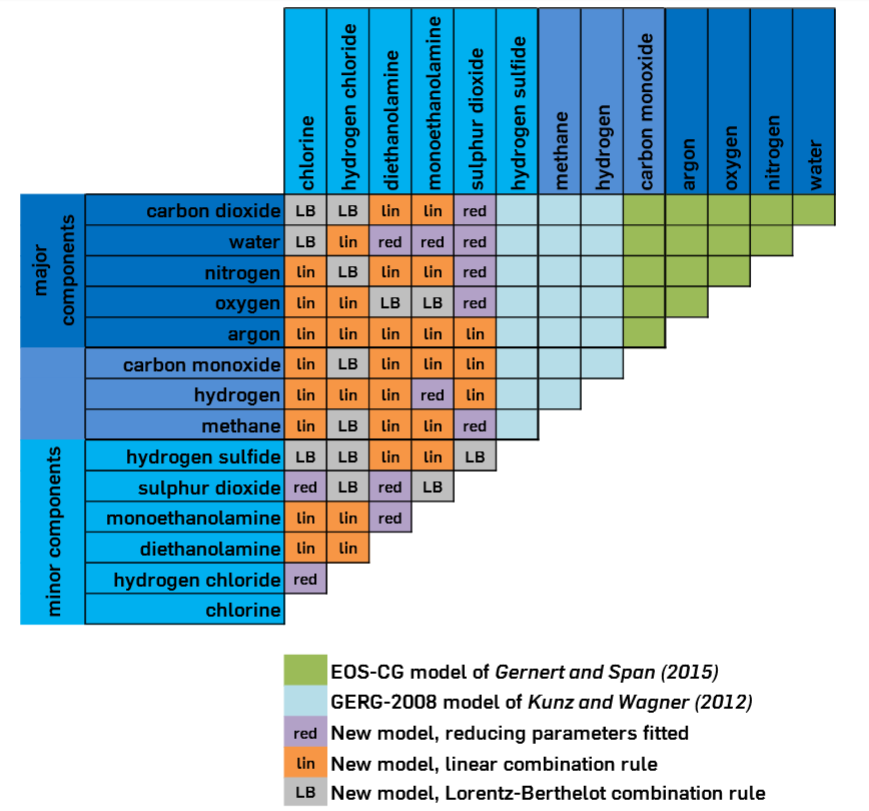 chlorine
hydrogen chloride
diethanolamine
monoethanolamine
sulphur dioxide
hydrogen sulfide
methane
hydrogen
carbon monoxide
argon
oxygen
nitrogen
water
major
components
carbon dioxide LB LB lin lin red
water LB lin red red red
nitrogen lin LB lin lin red
oxygen lin lin LB LB red
argon lin lin lin lin lin
carbon monoxide lin LB lin lin lin
hydrogen lin lin lin red lin
methane lin LB lin lin red
minor components
hydrogen sulfide LB LB lin lin LB
sulphur dioxide red LB red LB
monoethanolamine lin lin red
diethanolamine lin lin
hydrogen chloride red
chlorine
EOS-CG model of Gernert and Span (2015)
GERG-2008 model of Kunz and Wagner (2012)
red New model, reducing parameters fitted
lin New model, linear combination rule
LB New model, Lorentz-Berthelot combination rule